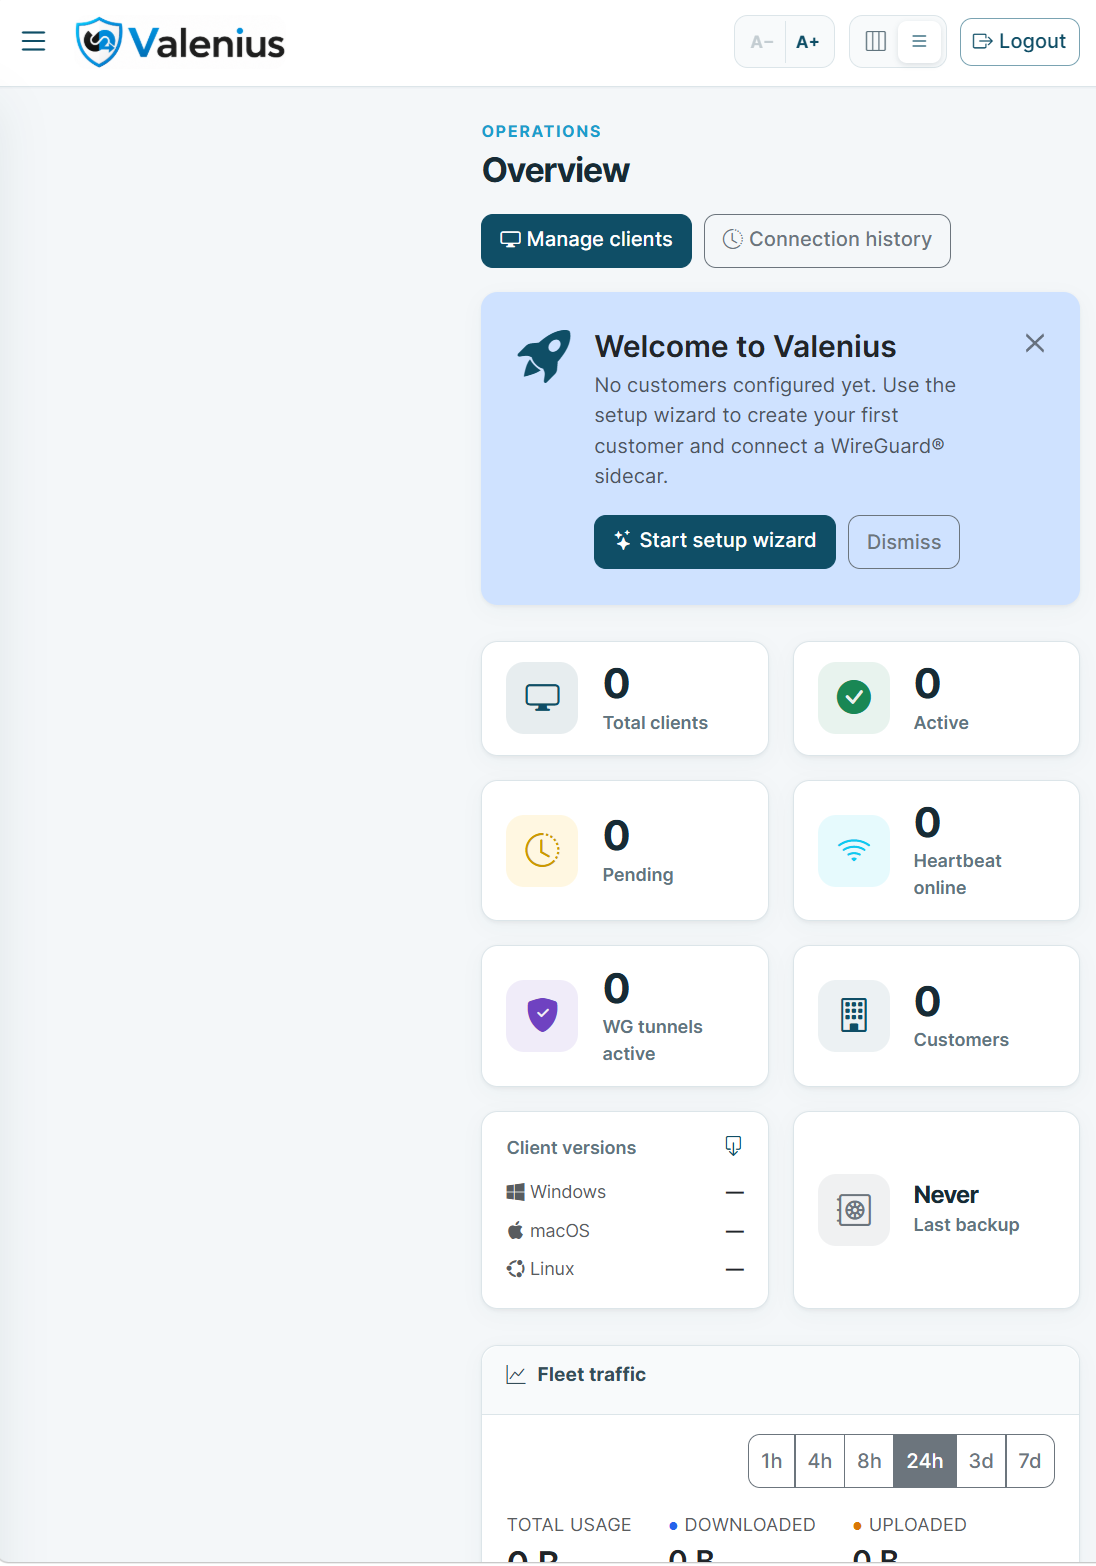 Valenius
A−
A+
Logout
OPERATIONS
Overview
Manage clients
Connection history
Welcome to Valenius
No customers configured yet. Use the
setup wizard to create your first
customer and connect a WireGuard®
sidecar.
Start setup wizard
Dismiss
0
Total clients
0
Active
0
Pending
0
Heartbeat
online
0
WG tunnels
active
0
Customers
Client versions
Windows —
macOS —
Linux —
Never
Last backup
Fleet traffic
1h 4h 8h 24h 3d 7d
TOTAL USAGE DOWNLOADED UPLOADED
0 B 0 B 0 B